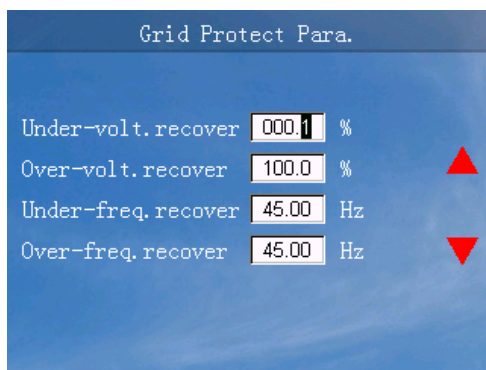 Grid Protect Para.
Under-volt.recover 000.1 %
Over-volt.recover 100.0 %
Under-freq.recover 45.00 Hz
Over-freq.recover 45.00 Hz